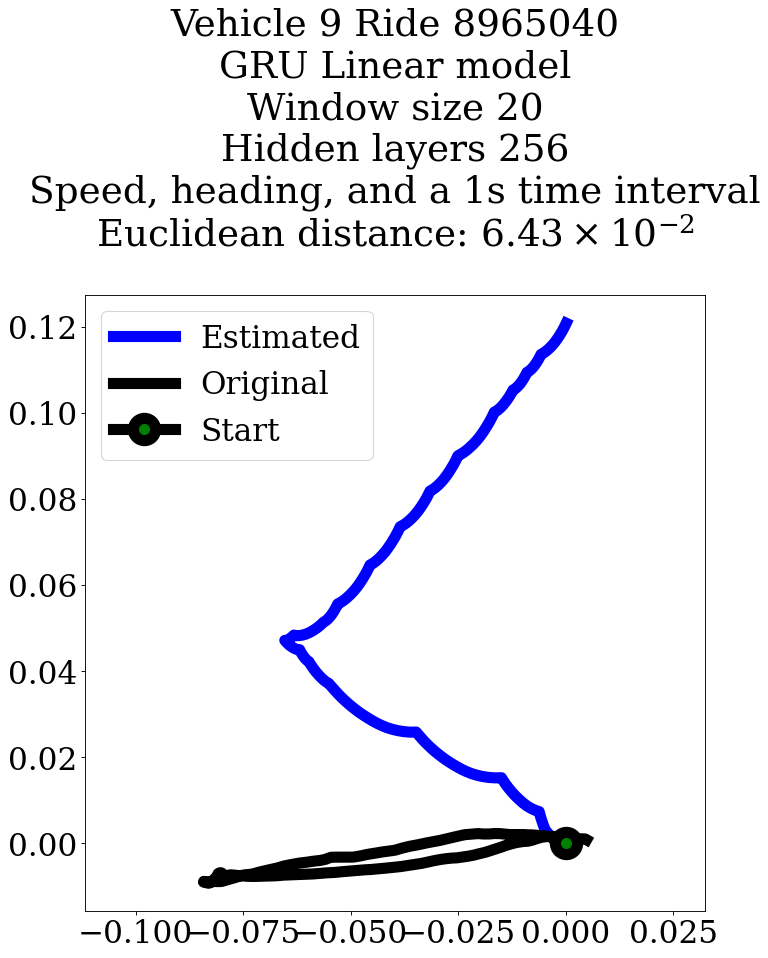 Vehicle 9 Ride 8965040
GRU Linear model
Window size 20
Hidden layers 256
Speed, heading, and a 1s time interval
Euclidean distance: 6.43 × 10⁻²
Estimated
Original
Start
0.12
0.10
0.08
0.06
0.04
0.02
0.00
−0.100 −0.075 −0.050 −0.025 0.000 0.025